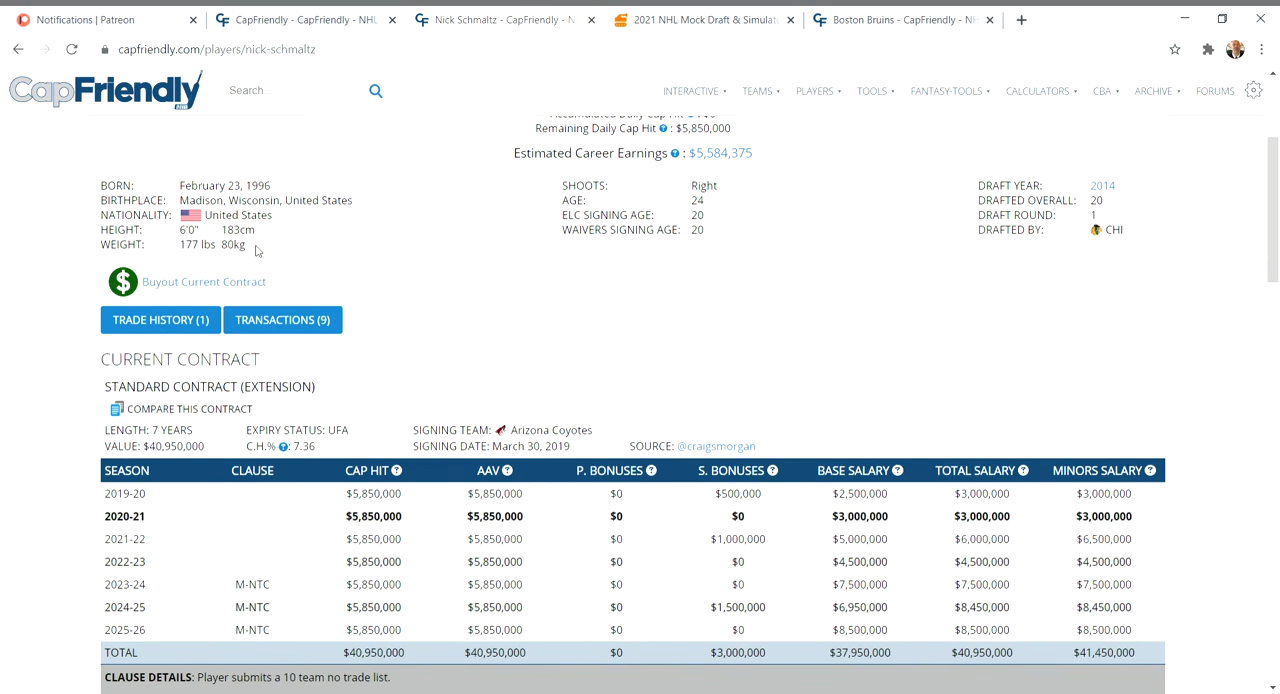 Notifications | Patreon
CapFriendly - CapFriendly - NHL
Nick Schmaltz - CapFriendly - N
2021 NHL Mock Draft & Simulat
Boston Bruins - CapFriendly - NH
capfriendly.com/players/nick-schmaltz
CapFriendly
Search...
INTERACTIVE TEAMS PLAYERS TOOLS FANTASY-TOOLS CALCULATORS CBA ARCHIVE FORUMS
Accumulated Daily Cap Hit : $0
Remaining Daily Cap Hit : $5,850,000
Estimated Career Earnings : $5,584,375
BORN: February 23, 1996 SHOOTS: Right DRAFT YEAR: 2014
BIRTHPLACE: Madison, Wisconsin, United States AGE: 24 DRAFTED OVERALL: 20
NATIONALITY: United States ELC SIGNING AGE: 20 DRAFT ROUND: 1
HEIGHT: 6'0" 183cm WAIVERS SIGNING AGE: 20 DRAFTED BY: CHI
WEIGHT: 177 lbs 80kg
$ Buyout Current Contract
TRADE HISTORY (1) TRANSACTIONS (9)
CURRENT CONTRACT
STANDARD CONTRACT (EXTENSION)
COMPARE THIS CONTRACT
LENGTH: 7 YEARS EXPIRY STATUS: UFA SIGNING TEAM: Arizona Coyotes
VALUE: $40,950,000 C.H.% : 7.36 SIGNING DATE: March 30, 2019 SOURCE: @craigsmorgan
SEASON CLAUSE CAP HIT AAV P. BONUSES S. BONUSES BASE SALARY TOTAL SALARY MINORS SALARY
2019-20 $5,850,000 $5,850,000 $0 $500,000 $2,500,000 $3,000,000 $3,000,000
2020-21 $5,850,000 $5,850,000 $0 $0 $3,000,000 $3,000,000 $3,000,000
2021-22 $5,850,000 $5,850,000 $0 $1,000,000 $5,000,000 $6,000,000 $6,500,000
2022-23 $5,850,000 $5,850,000 $0 $0 $4,500,000 $4,500,000 $4,500,000
2023-24 M-NTC $5,850,000 $5,850,000 $0 $0 $7,500,000 $7,500,000 $7,500,000
2024-25 M-NTC $5,850,000 $5,850,000 $0 $1,500,000 $6,950,000 $8,450,000 $8,450,000
2025-26 M-NTC $5,850,000 $5,850,000 $0 $0 $8,500,000 $8,500,000 $8,500,000
TOTAL $40,950,000 $40,950,000 $0 $3,000,000 $37,950,000 $40,950,000 $41,450,000
CLAUSE DETAILS: Player submits a 10 team no trade list.